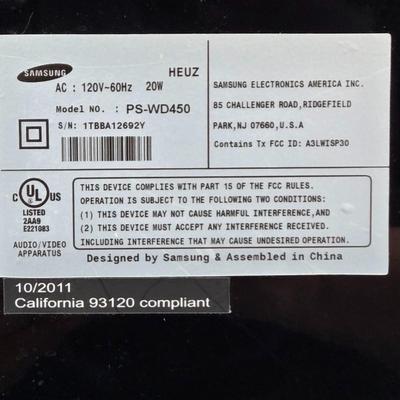 SAMSUNG
HEUZ
AC : 120V~60Hz 20W
Model NO. : PS-WD450
S/N: 1TBBA12692Y
SAMSUNG ELECTRONICS AMERICA INC.
85 CHALLENGER ROAD,RIDGEFIELD
PARK,NJ 07660,U.S.A
Contains Tx FCC ID: A3LWISP30
C UL US
LISTED
2AA9
E221083
AUDIO/VIDEO
APPARATUS
THIS DEVICE COMPLIES WITH PART 15 OF THE FCC RULES.
OPERATION IS SUBJECT TO THE FOLLOWING TWO CONDITIONS:
(1) THIS DEVICE MAY NOT CAUSE HARMFUL INTERFERENCE,AND
(2) THIS DEVICE MUST ACCEPT ANY INTERFERENCE RECEIVED.
INCLUDING INTERFERENCE THAT MAY CAUSE UNDESIRED OPERATION.
Designed by Samsung & Assembled in China
10/2011
California 93120 compliant